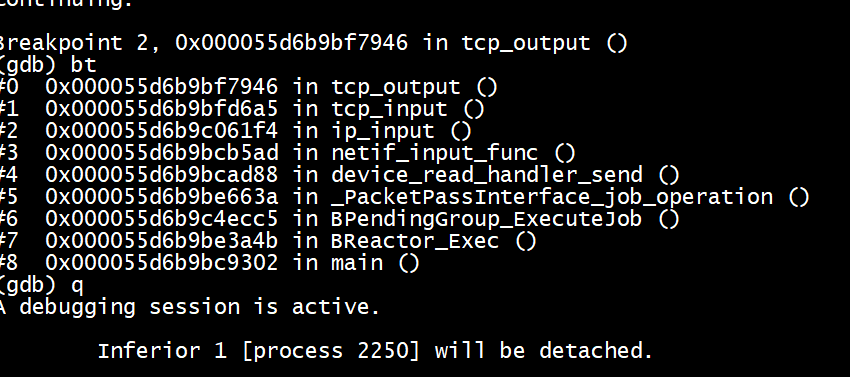 Continuing.
Breakpoint 2, 0x000055d6b9bf7946 in tcp_output ()
(gdb) bt
#0  0x000055d6b9bf7946 in tcp_output ()
#1  0x000055d6b9bfd6a5 in tcp_input ()
#2  0x000055d6b9c061f4 in ip_input ()
#3  0x000055d6b9bcb5ad in netif_input_func ()
#4  0x000055d6b9bcad88 in device_read_handler_send ()
#5  0x000055d6b9be663a in _PacketPassInterface_job_operation ()
#6  0x000055d6b9c4ecc5 in BPendingGroup_ExecuteJob ()
#7  0x000055d6b9be3a4b in BReactor_Exec ()
#8  0x000055d6b9bc9302 in main ()
(gdb) q
A debugging session is active.
Inferior 1 [process 2250] will be detached.